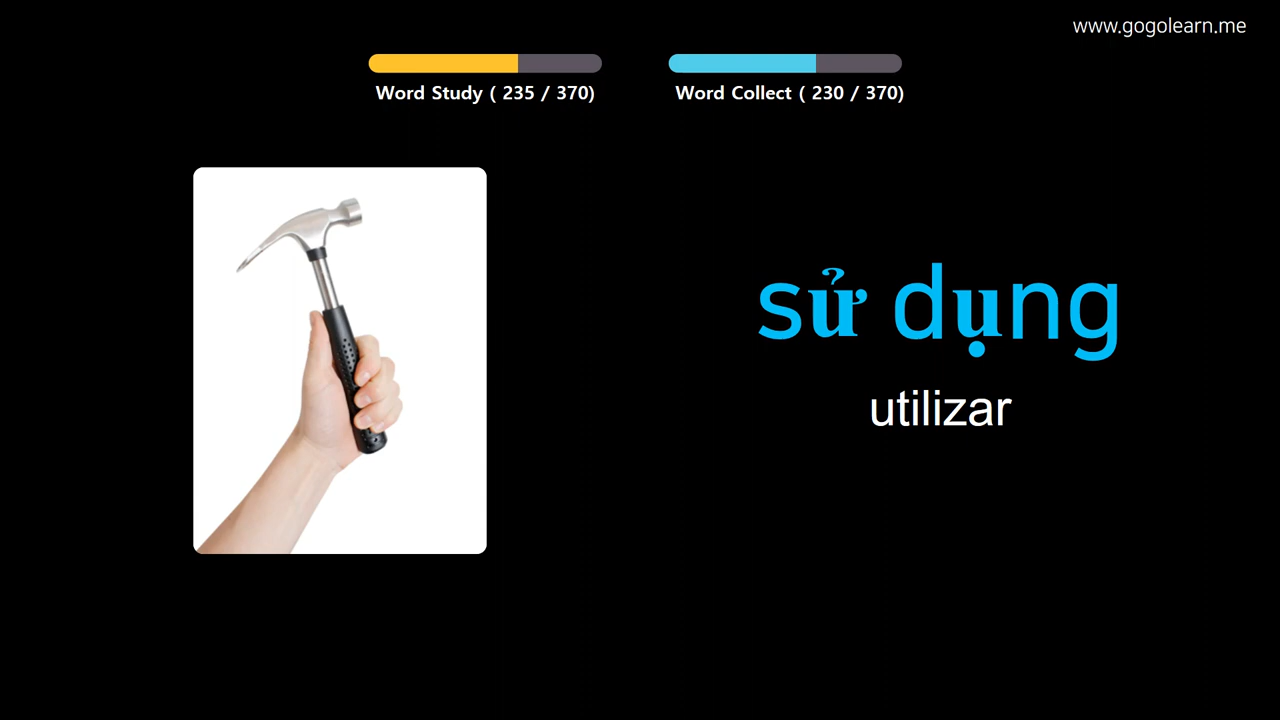 www.gogolearn.me
Word Study ( 235 / 370)
Word Collect ( 230 / 370)
sử dụng
utilizar